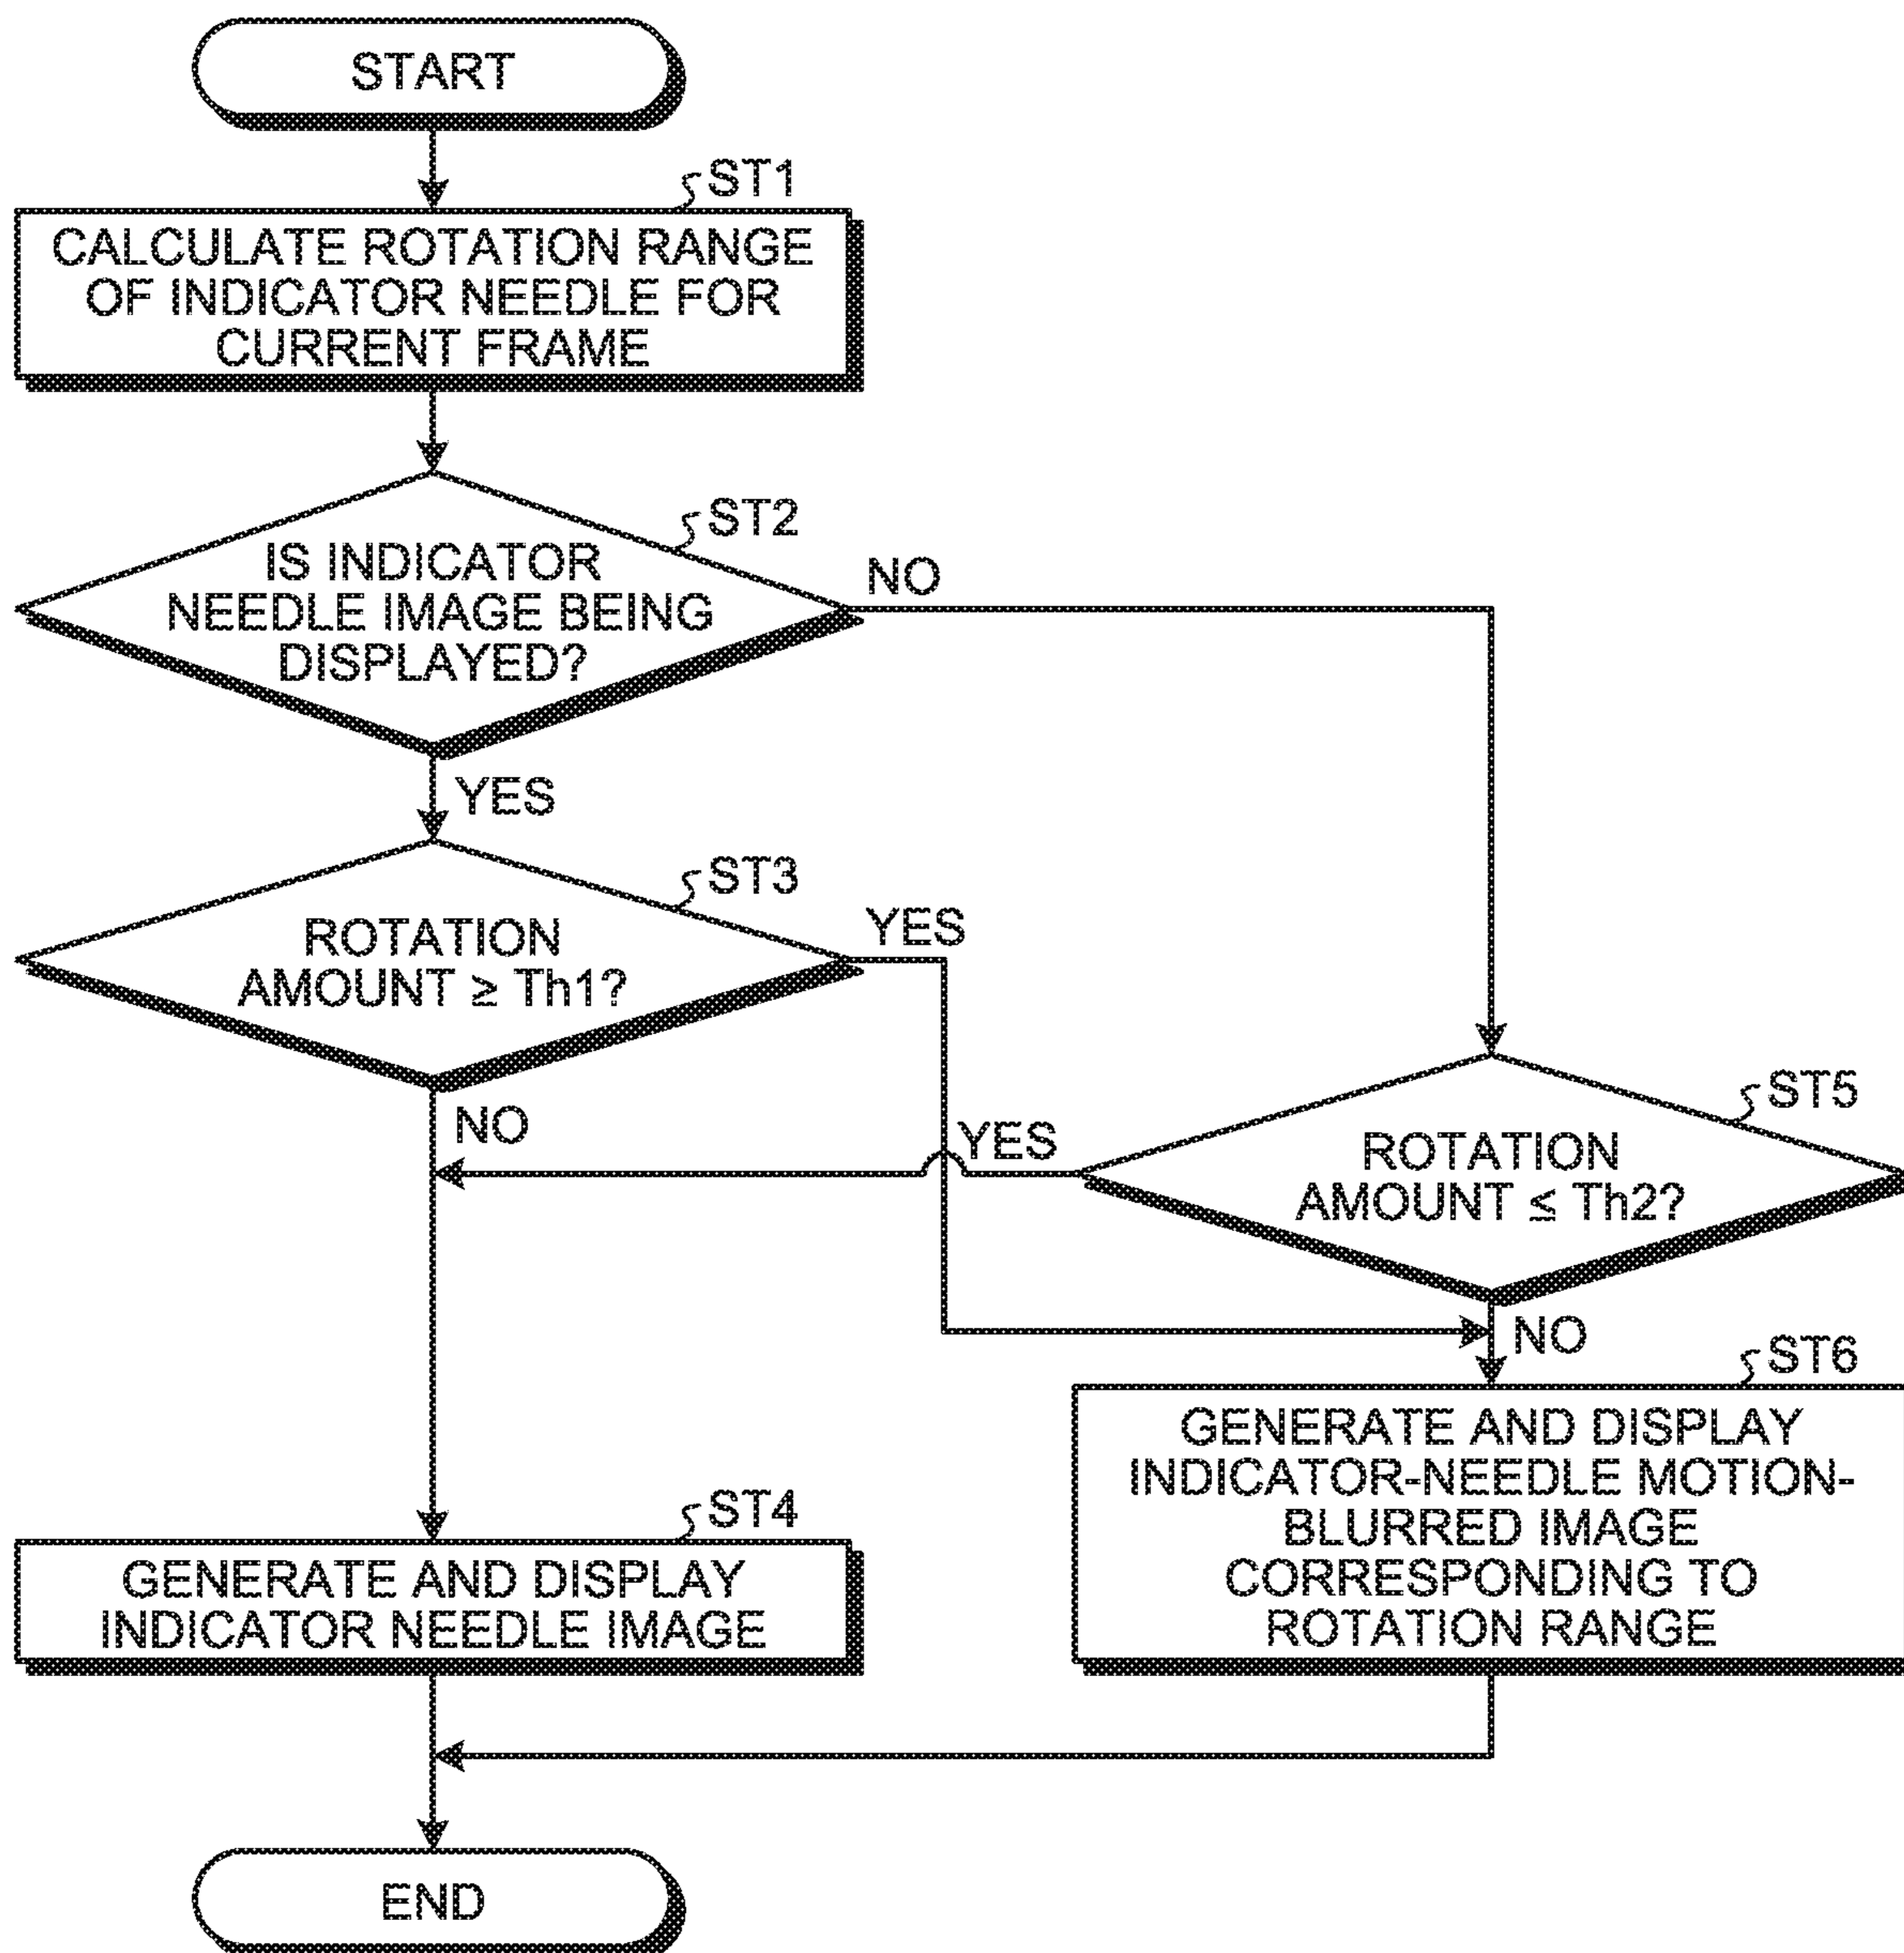 START
ST1
CALCULATE ROTATION RANGE
OF INDICATOR NEEDLE FOR
CURRENT FRAME
ST2
IS INDICATOR
NEEDLE IMAGE BEING
DISPLAYED?
NO
YES
ST3
ROTATION
AMOUNT ≥ Th1?
YES
NO
ST5
ROTATION
AMOUNT ≤ Th2?
YES
NO
ST4
GENERATE AND DISPLAY
INDICATOR NEEDLE IMAGE
ST6
GENERATE AND DISPLAY
INDICATOR-NEEDLE MOTION-
BLURRED IMAGE
CORRESPONDING TO
ROTATION RANGE
END